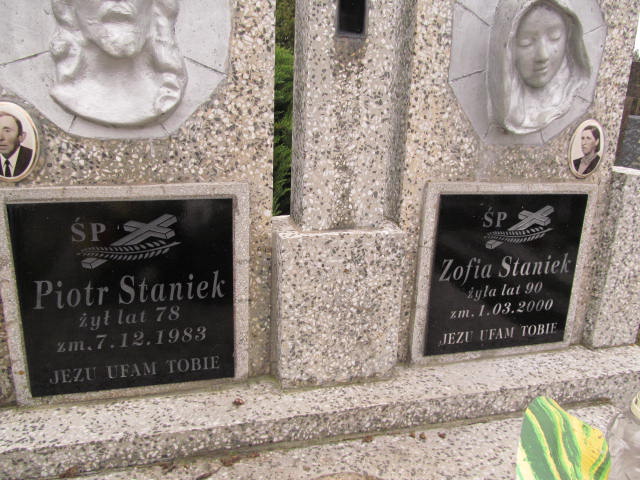 ŚP
Piotr Staniek
żył lat 78
zm. 7.12.1983
JEZU UFAM TOBIE
ŚP
Zofia Staniek
żyła lat 90
zm. 1.03.2000
JEZU UFAM TOBIE